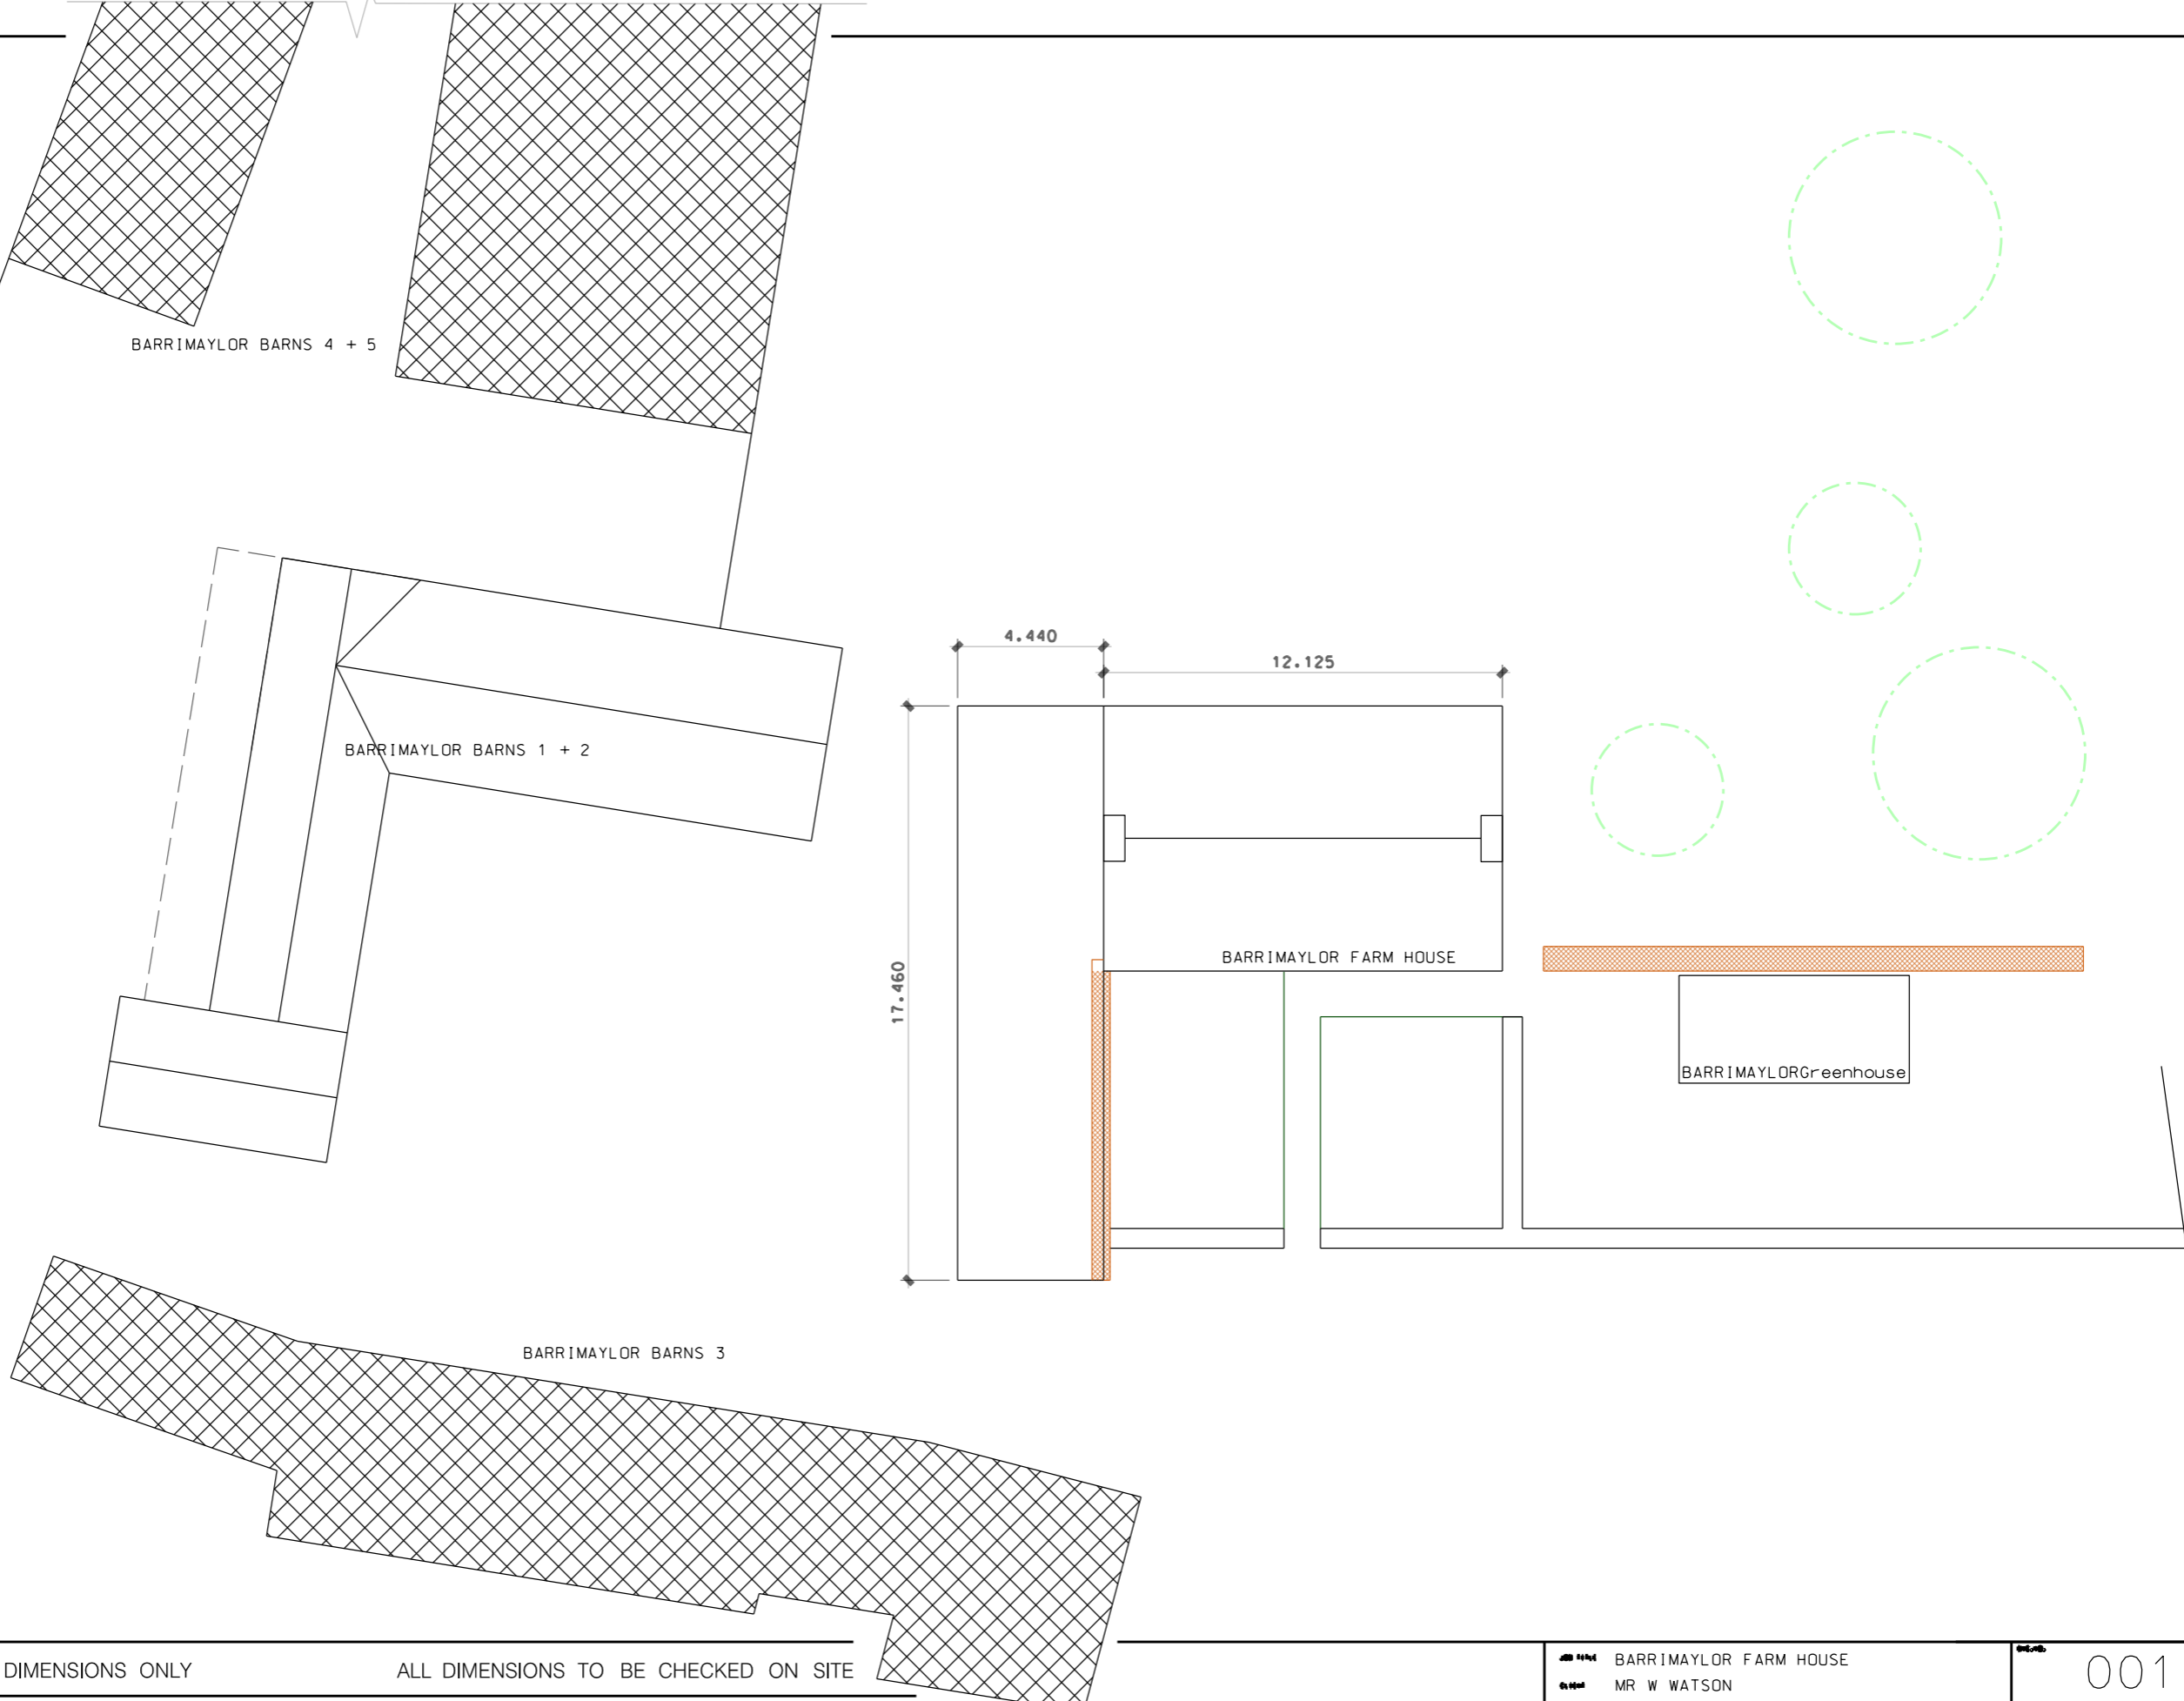 BARRIMAYLOR BARNS 4 + 5
4.440
12.125
BARRIMAYLOR BARNS 1 + 2
17.460
BARRIMAYLOR FARM HOUSE
BARRIMAYLORGreenhouse
BARRIMAYLOR BARNS 3
DIMENSIONS ONLY
ALL DIMENSIONS TO BE CHECKED ON SITE
BARRIMAYLOR FARM HOUSE
MR W WATSON
001